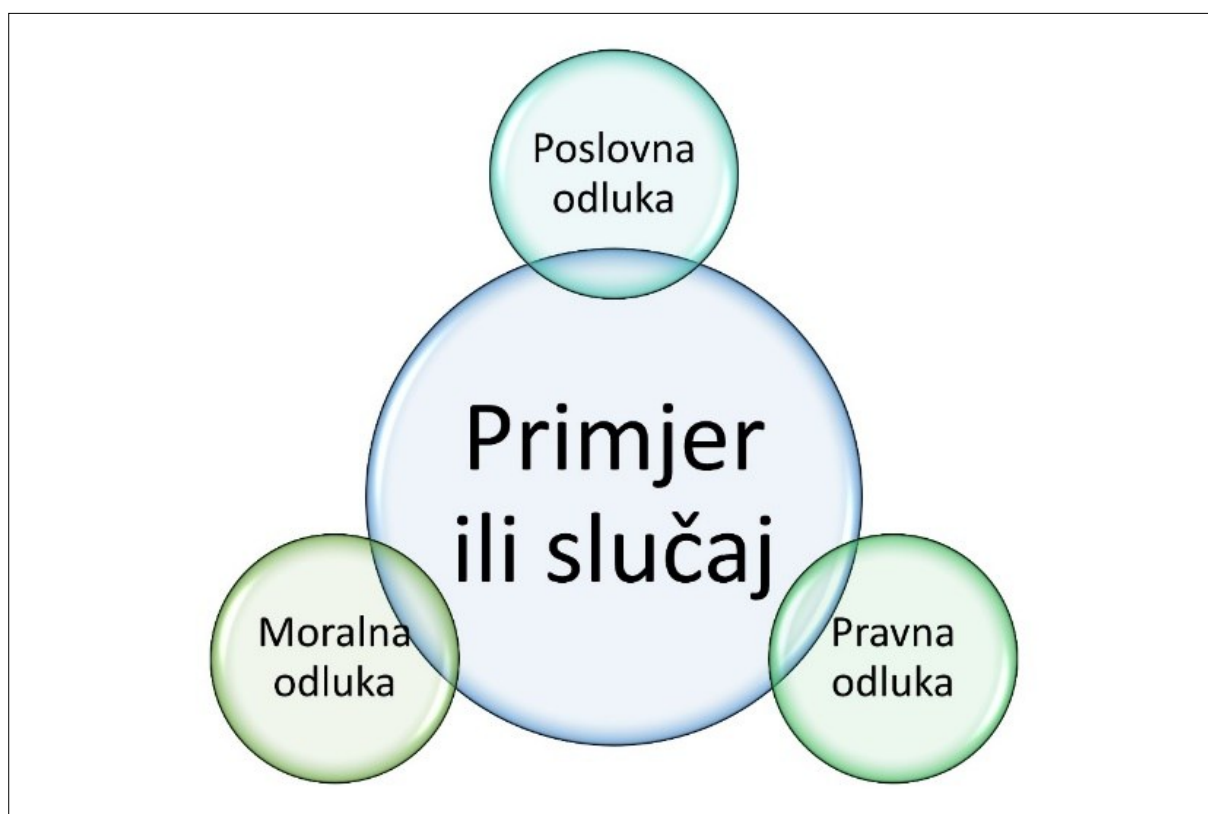 Poslovna
odluka
Primjer
ili slučaj
Moralna
odluka
Pravna
odluka